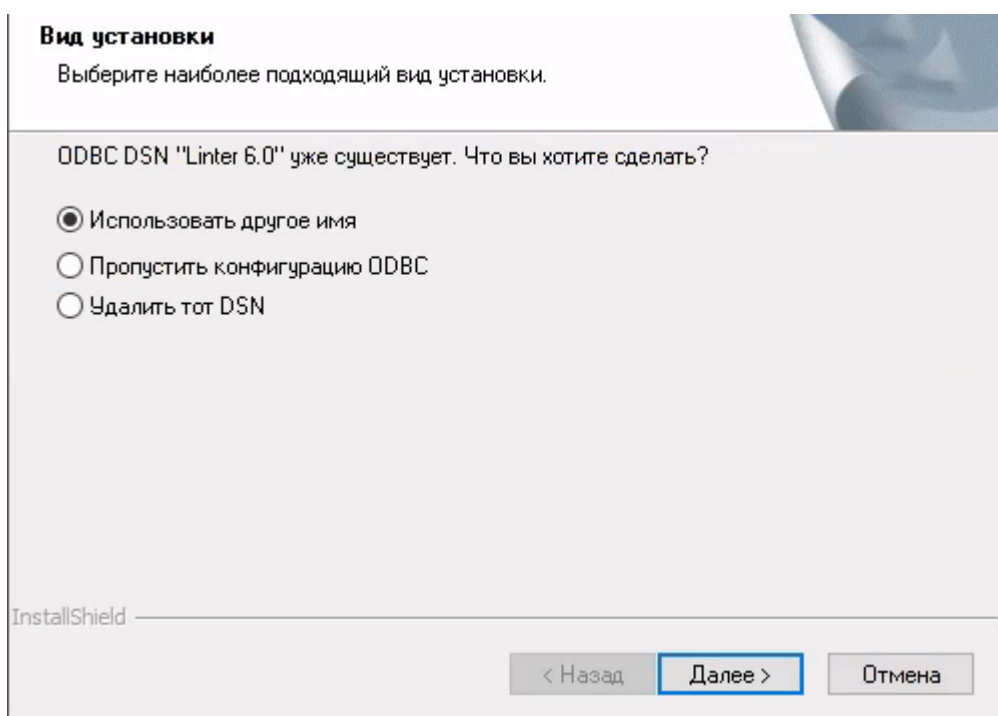 Вид установки
Выберите наиболее подходящий вид установки.
ODBC DSN "Linter 6.0" уже существует. Что вы хотите сделать?
Использовать другое имя
Пропустить конфигурацию ODBC
Удалить тот DSN
InstallShield
< Назад Далее > Отмена